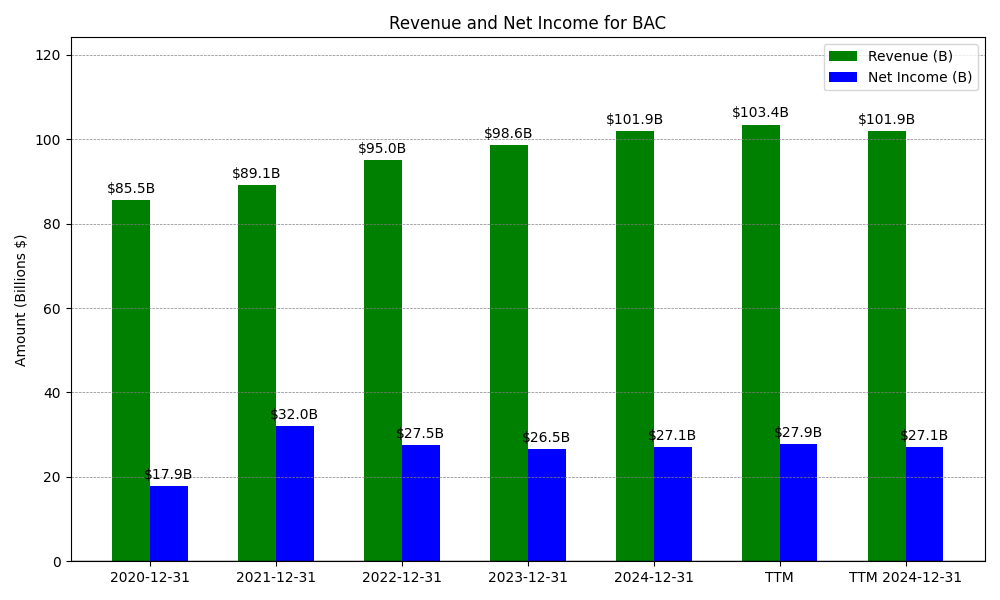 Revenue and Net Income for BAC
Revenue (B)
Net Income (B)
Amount (Billions $)
120
100
80
60
40
20
0
$85.5B
$17.9B
$89.1B
$32.0B
$95.0B
$27.5B
$98.6B
$26.5B
$101.9B
$27.1B
$103.4B
$27.9B
$101.9B
$27.1B
2020-12-31
2021-12-31
2022-12-31
2023-12-31
2024-12-31
TTM
TTM 2024-12-31